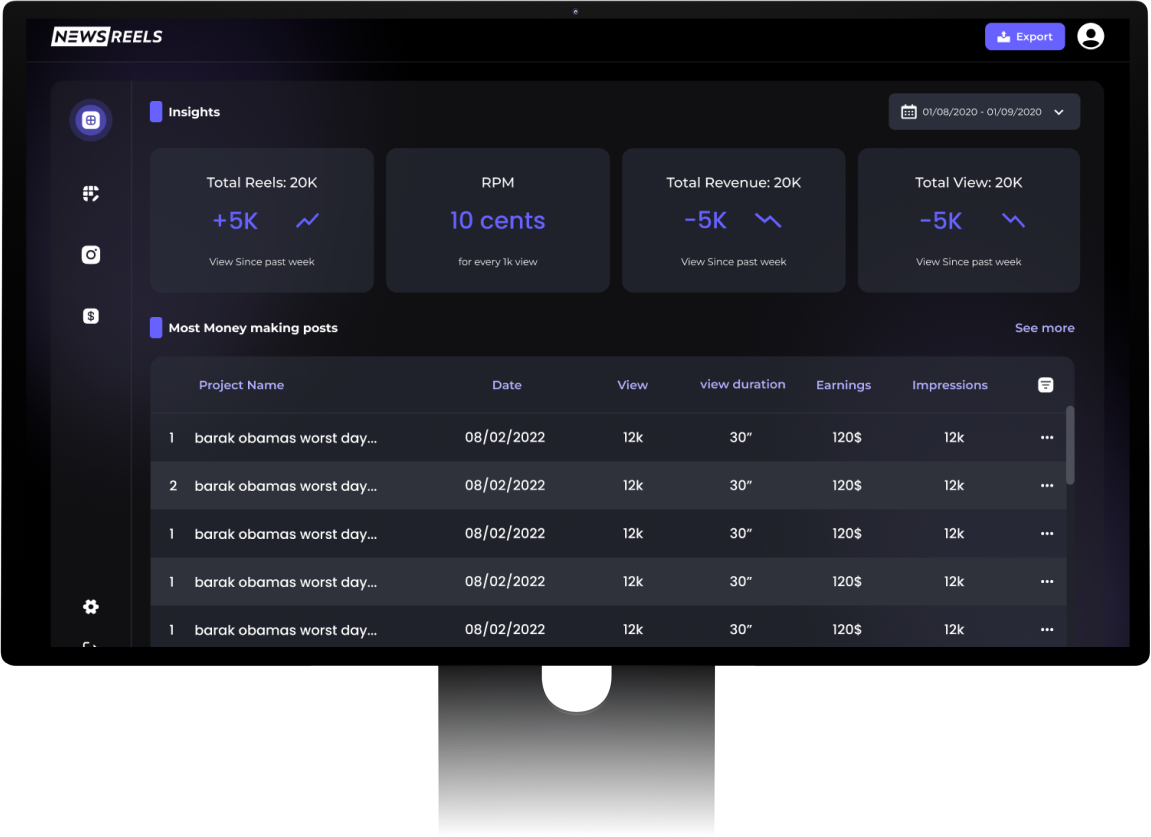 NEWSREELS
Export
Insights
01/08/2020 - 01/09/2020
Total Reels: 20K
+5K
View Since past week
RPM
10 cents
for every 1k view
Total Revenue: 20K
-5K
View Since past week
Total View: 20K
-5K
View Since past week
Most Money making posts
See more
Project Name Date View view duration Earnings Impressions
1 barak obamas worst day... 08/02/2022 12k 30” 120$ 12k
2 barak obamas worst day... 08/02/2022 12k 30” 120$ 12k
1 barak obamas worst day... 08/02/2022 12k 30” 120$ 12k
1 barak obamas worst day... 08/02/2022 12k 30” 120$ 12k
1 barak obamas worst day... 08/02/2022 12k 30” 120$ 12k